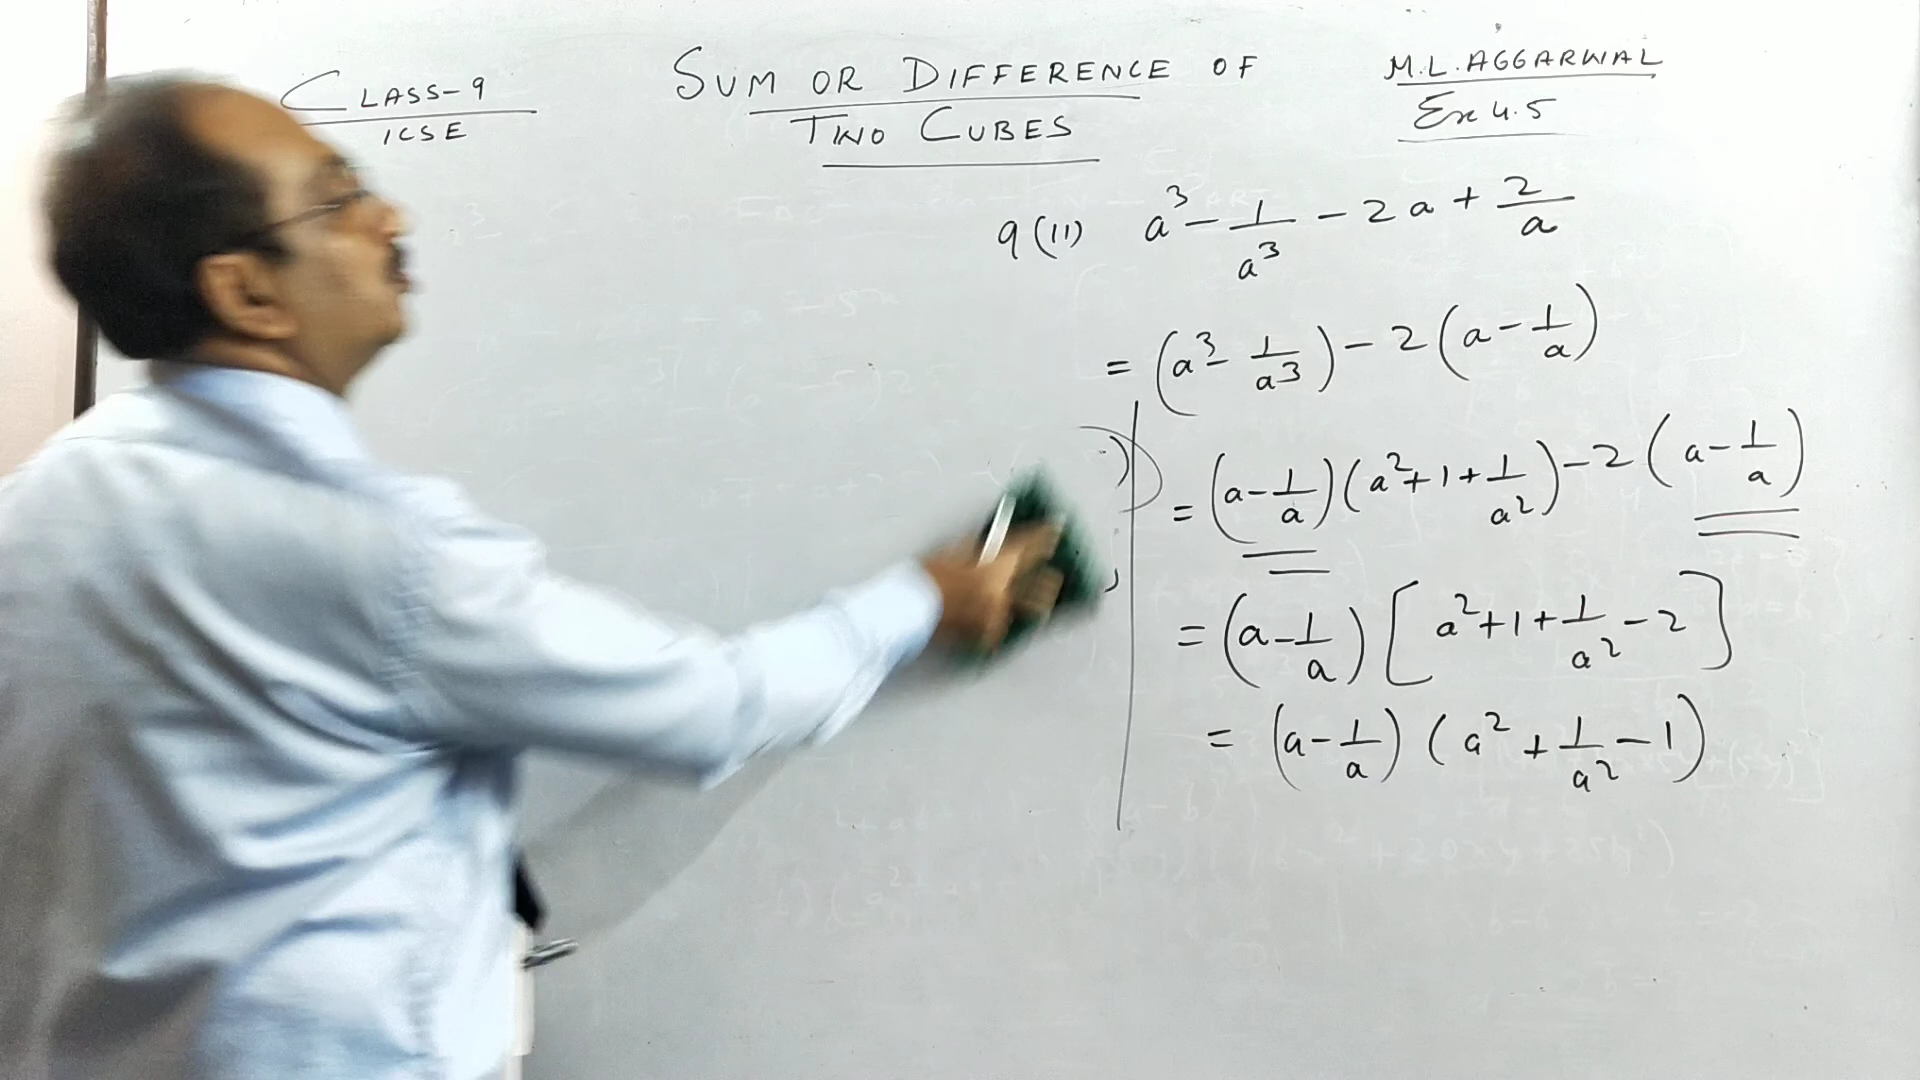 CLASS-9
ICSE
SUM OR DIFFERENCE OF
TWO CUBES
M.L.AGGARWAL
Ex 4.5
9(11) a³ - 1/a³ - 2a + 2/a
= (a³ - 1/a³) - 2(a - 1/a)
= (a - 1/a)(a² + 1 + 1/a²) - 2(a - 1/a)
= (a - 1/a)[a² + 1 + 1/a² - 2]
= (a - 1/a)(a² + 1/a² - 1)